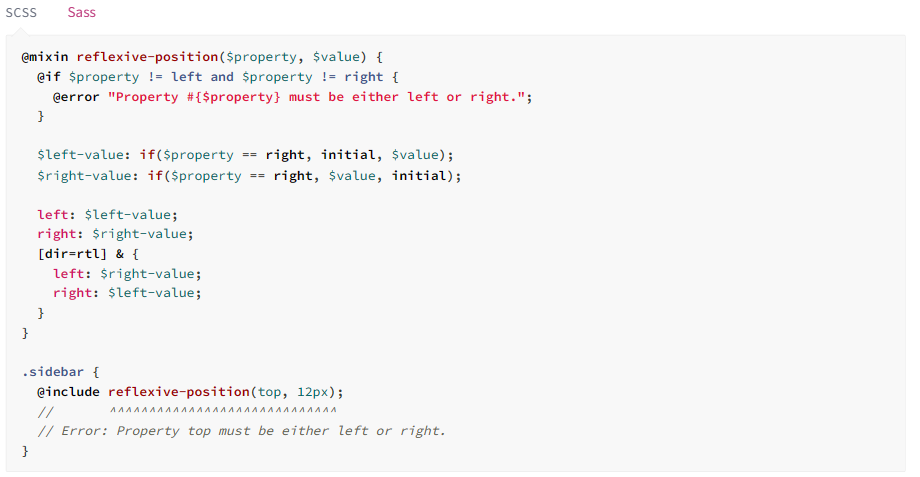 SCSS Sass
@mixin reflexive-position($property, $value) {
  @if $property != left and $property != right {
    @error "Property #{$property} must be either left or right.";
  }

  $left-value: if($property == right, initial, $value);
  $right-value: if($property == right, $value, initial);

  left: $left-value;
  right: $right-value;
  [dir=rtl] & {
    left: $right-value;
    right: $left-value;
  }
}

.sidebar {
  @include reflexive-position(top, 12px);
  //       ^^^^^^^^^^^^^^^^^^^^^^^^^^^^^
  // Error: Property top must be either left or right.
}